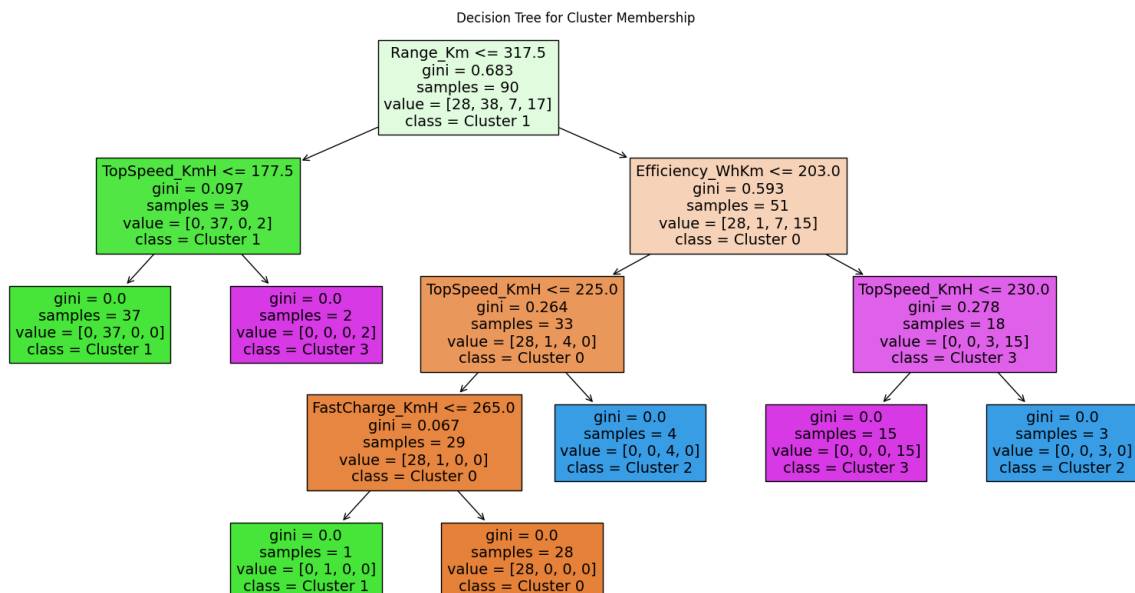 Decision Tree for Cluster Membership
Range_Km <= 317.5
gini = 0.683
samples = 90
value = [28, 38, 7, 17]
class = Cluster 1
TopSpeed_KmH <= 177.5
gini = 0.097
samples = 39
value = [0, 37, 0, 2]
class = Cluster 1
Efficiency_WhKm <= 203.0
gini = 0.593
samples = 51
value = [28, 1, 7, 15]
class = Cluster 0
gini = 0.0
samples = 37
value = [0, 37, 0, 0]
class = Cluster 1
gini = 0.0
samples = 2
value = [0, 0, 0, 2]
class = Cluster 3
TopSpeed_KmH <= 225.0
gini = 0.264
samples = 33
value = [28, 1, 4, 0]
class = Cluster 0
TopSpeed_KmH <= 230.0
gini = 0.278
samples = 18
value = [0, 0, 3, 15]
class = Cluster 3
FastCharge_KmH <= 265.0
gini = 0.067
samples = 29
value = [28, 1, 0, 0]
class = Cluster 0
gini = 0.0
samples = 4
value = [0, 0, 4, 0]
class = Cluster 2
gini = 0.0
samples = 15
value = [0, 0, 0, 15]
class = Cluster 3
gini = 0.0
samples = 3
value = [0, 0, 3, 0]
class = Cluster 2
gini = 0.0
samples = 1
value = [0, 1, 0, 0]
class = Cluster 1
gini = 0.0
samples = 28
value = [28, 0, 0, 0]
class = Cluster 0